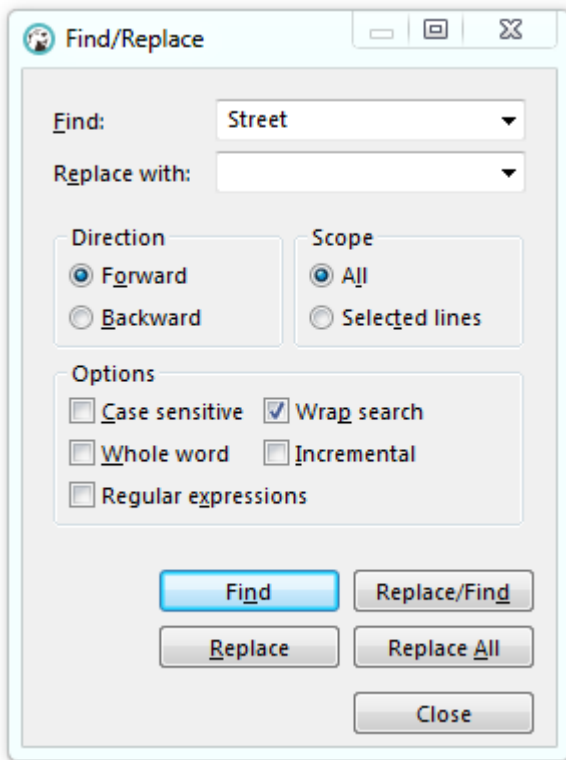 Find/Replace
Find: Street
Replace with:
Direction Scope
Forward All
Backward Selected lines
Options
Case sensitive Wrap search
Whole word Incremental
Regular expressions
Find Replace/Find
Replace Replace All
Close